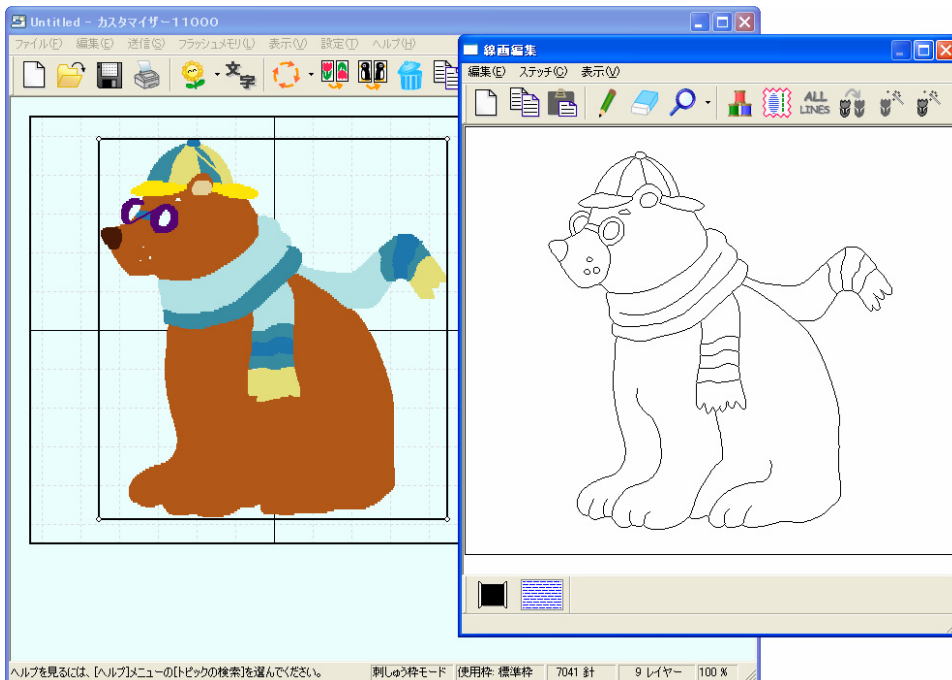 Untitled - カスタマイザー11000
ファイル(F) 編集(E) 送信(S) フラッシュメモリ(L) 表示(V) 設定(T) ヘルプ(H)
文字
線画編集
編集(E) ステッチ(C) 表示(V)
ALL
LINES
ヘルプを見るには、[ヘルプ]メニューの[トピックの検索]を選んでください。 刺しゅう枠モード 使用枠: 標準枠 7041 針 9 レイヤー 100 %